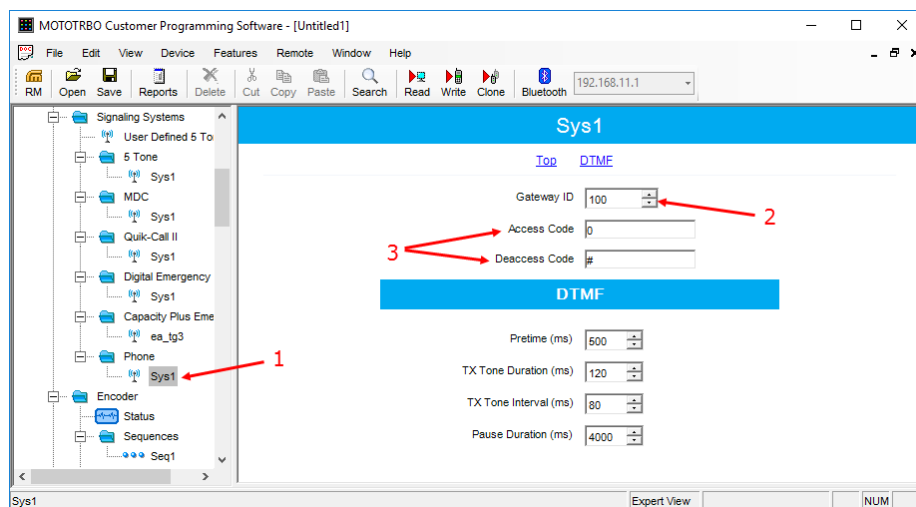 MOTOTRBO Customer Programming Software - [Untitled1]
File Edit View Device Features Remote Window Help
RM Open Save Reports Delete Cut Copy Paste Search Read Write Clone Bluetooth 192.168.11.1
Signaling Systems
User Defined 5 To
5 Tone
Sys1
MDC
Sys1
Quik-Call II
Sys1
Digital Emergency
Sys1
Capacity Plus Eme
ea_tg3
Phone
Sys1
1
Encoder
Status
Sequences
Seq1
Sys1
Top DTMF
Gateway ID 100
2
Access Code 0
3
Deaccess Code #
DTMF
Pretime (ms) 500
TX Tone Duration (ms) 120
TX Tone Interval (ms) 80
Pause Duration (ms) 4000
Sys1 Expert View NUM